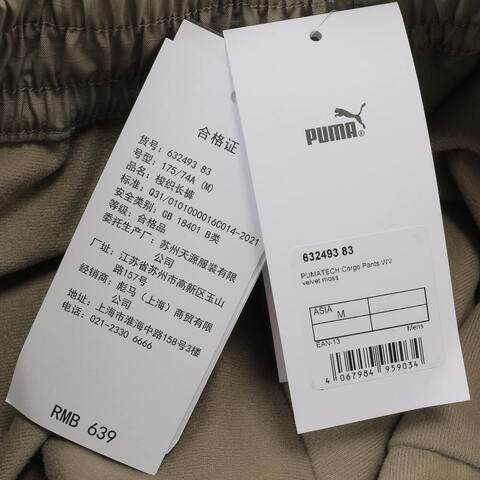 合格证
货号: 632493 83
号型: 175/74A (M)
品名: 梭织长裤
标准: Q31/0101000016C014-2021
安全类别: GB 18401 B类
等级: 合格品
委托生产厂: 苏州天源服装有限
公司
厂址: 江苏省苏州市高新区玉山
路157号
经销商: 彪马（上海）商贸有限
公司
地址: 上海市淮海中路158号3楼
电话: 021-2330 6666
RMB 639
PUMA
632493 83
PUMATECH Cargo Pants WV
velvet moss
ASIA M
Mens
EAN-13
4 067984 959034